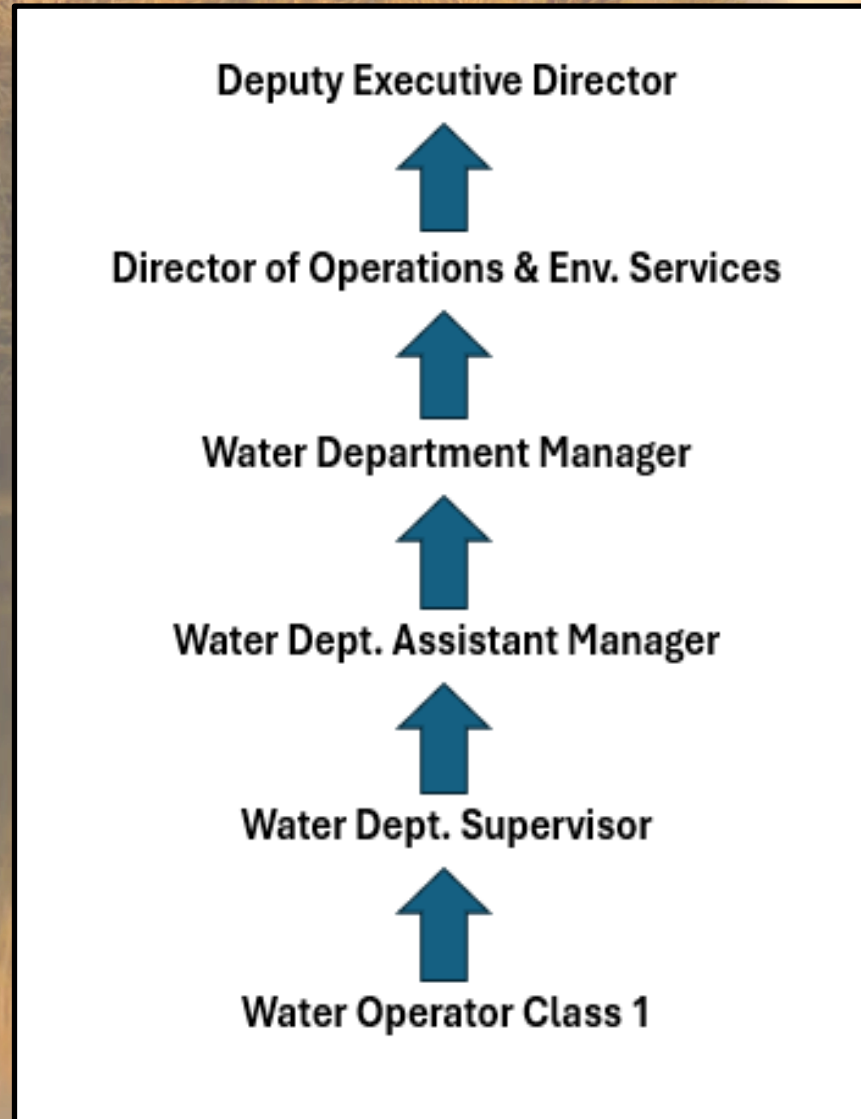 Deputy Executive Director
Director of Operations & Env. Services
Water Department Manager
Water Dept. Assistant Manager
Water Dept. Supervisor
Water Operator Class 1